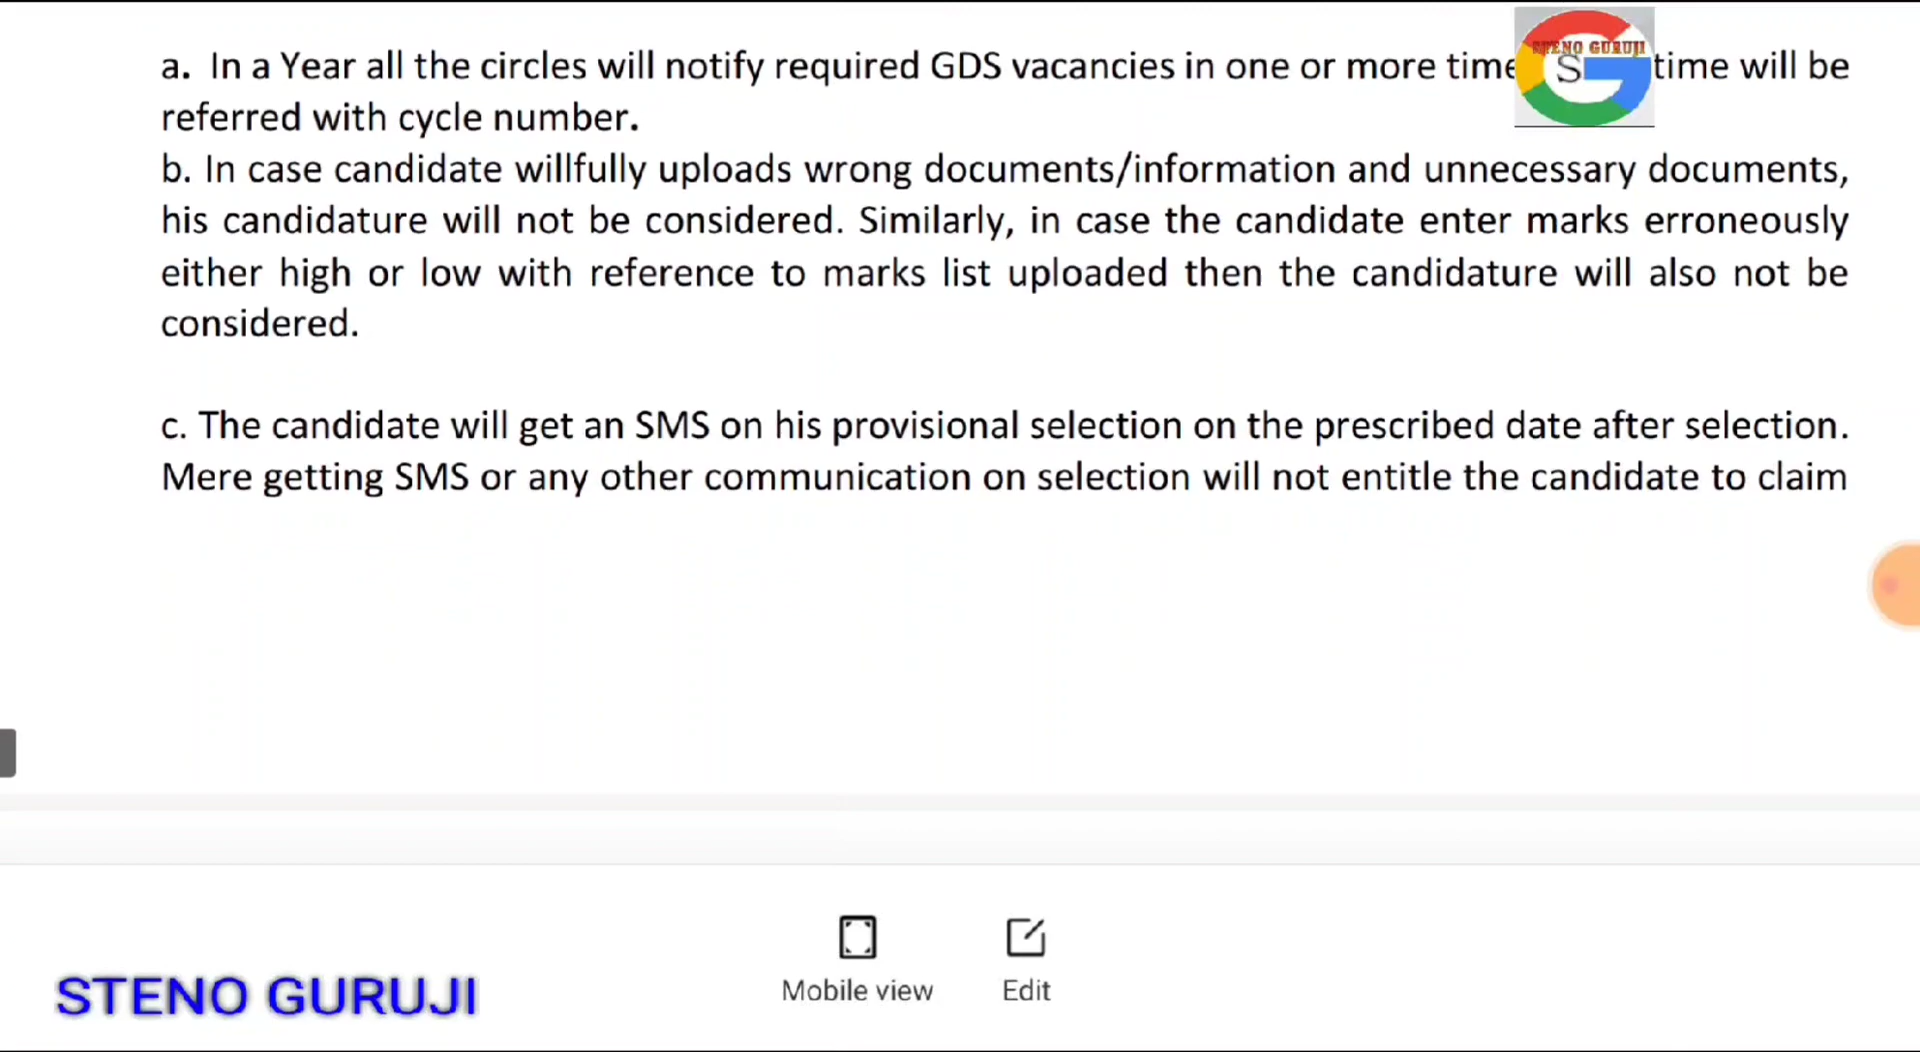 a. In a Year all the circles will notify required GDS vacancies in one or more time time will be
STENO GURUJI
S
referred with cycle number.
b. In case candidate willfully uploads wrong documents/information and unnecessary documents,
his candidature will not be considered. Similarly, in case the candidate enter marks erroneously
either high or low with reference to marks list uploaded then the candidature will also not be
considered.
c. The candidate will get an SMS on his provisional selection on the prescribed date after selection.
Mere getting SMS or any other communication on selection will not entitle the candidate to claim
Mobile view
Edit
STENO GURUJI